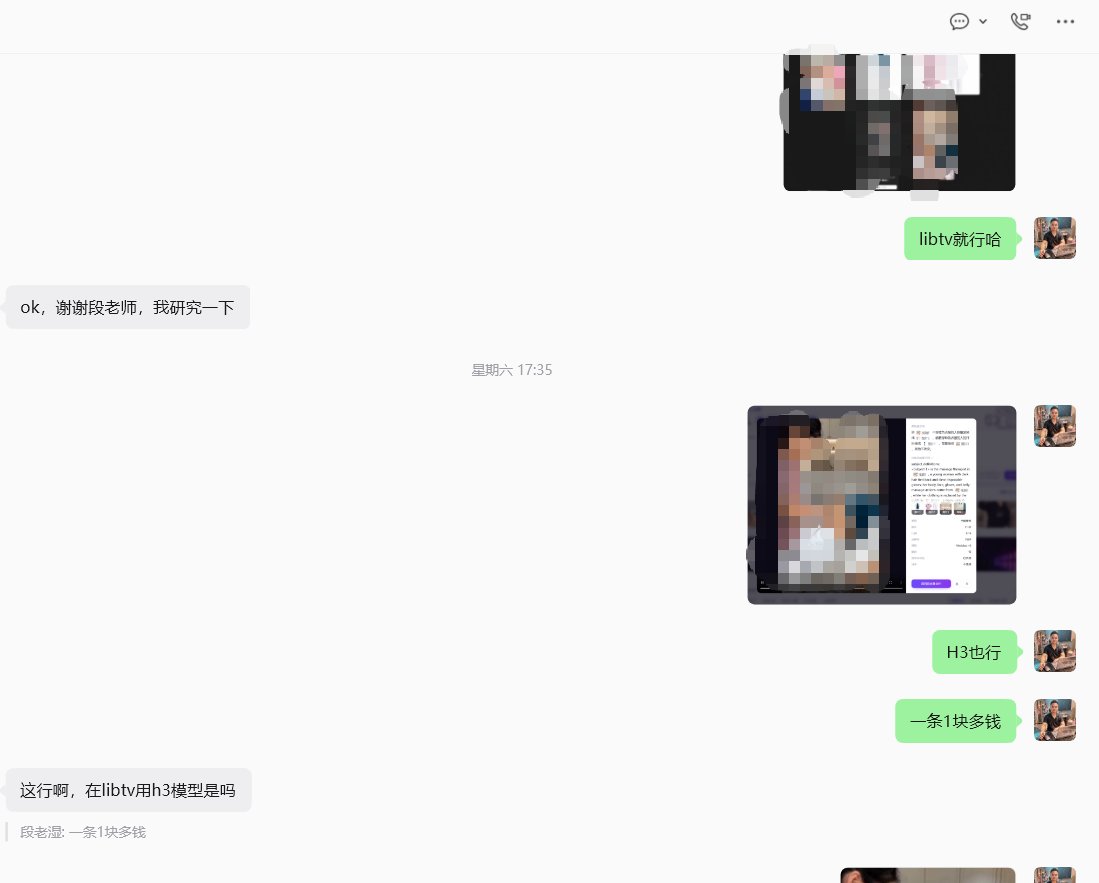 libtv就行哈
ok，谢谢段老师，我研究一下
星期六 17:35
H3也行
一条1块多钱
这行啊，在libtv用h3模型是吗
段老湿: 一条1块多钱